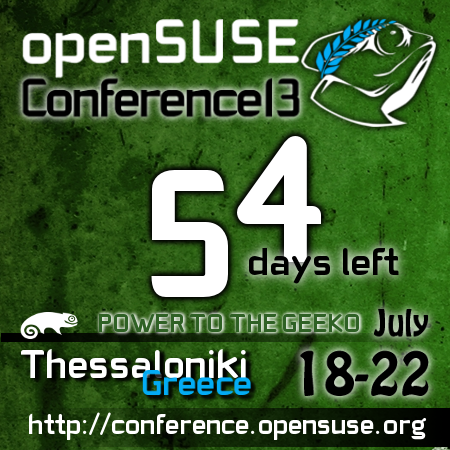 openSUSE
Conference13
54
days left
POWER TO THE GEEKO July
Thessaloniki 18-22
Greece
http://conference.opensuse.org